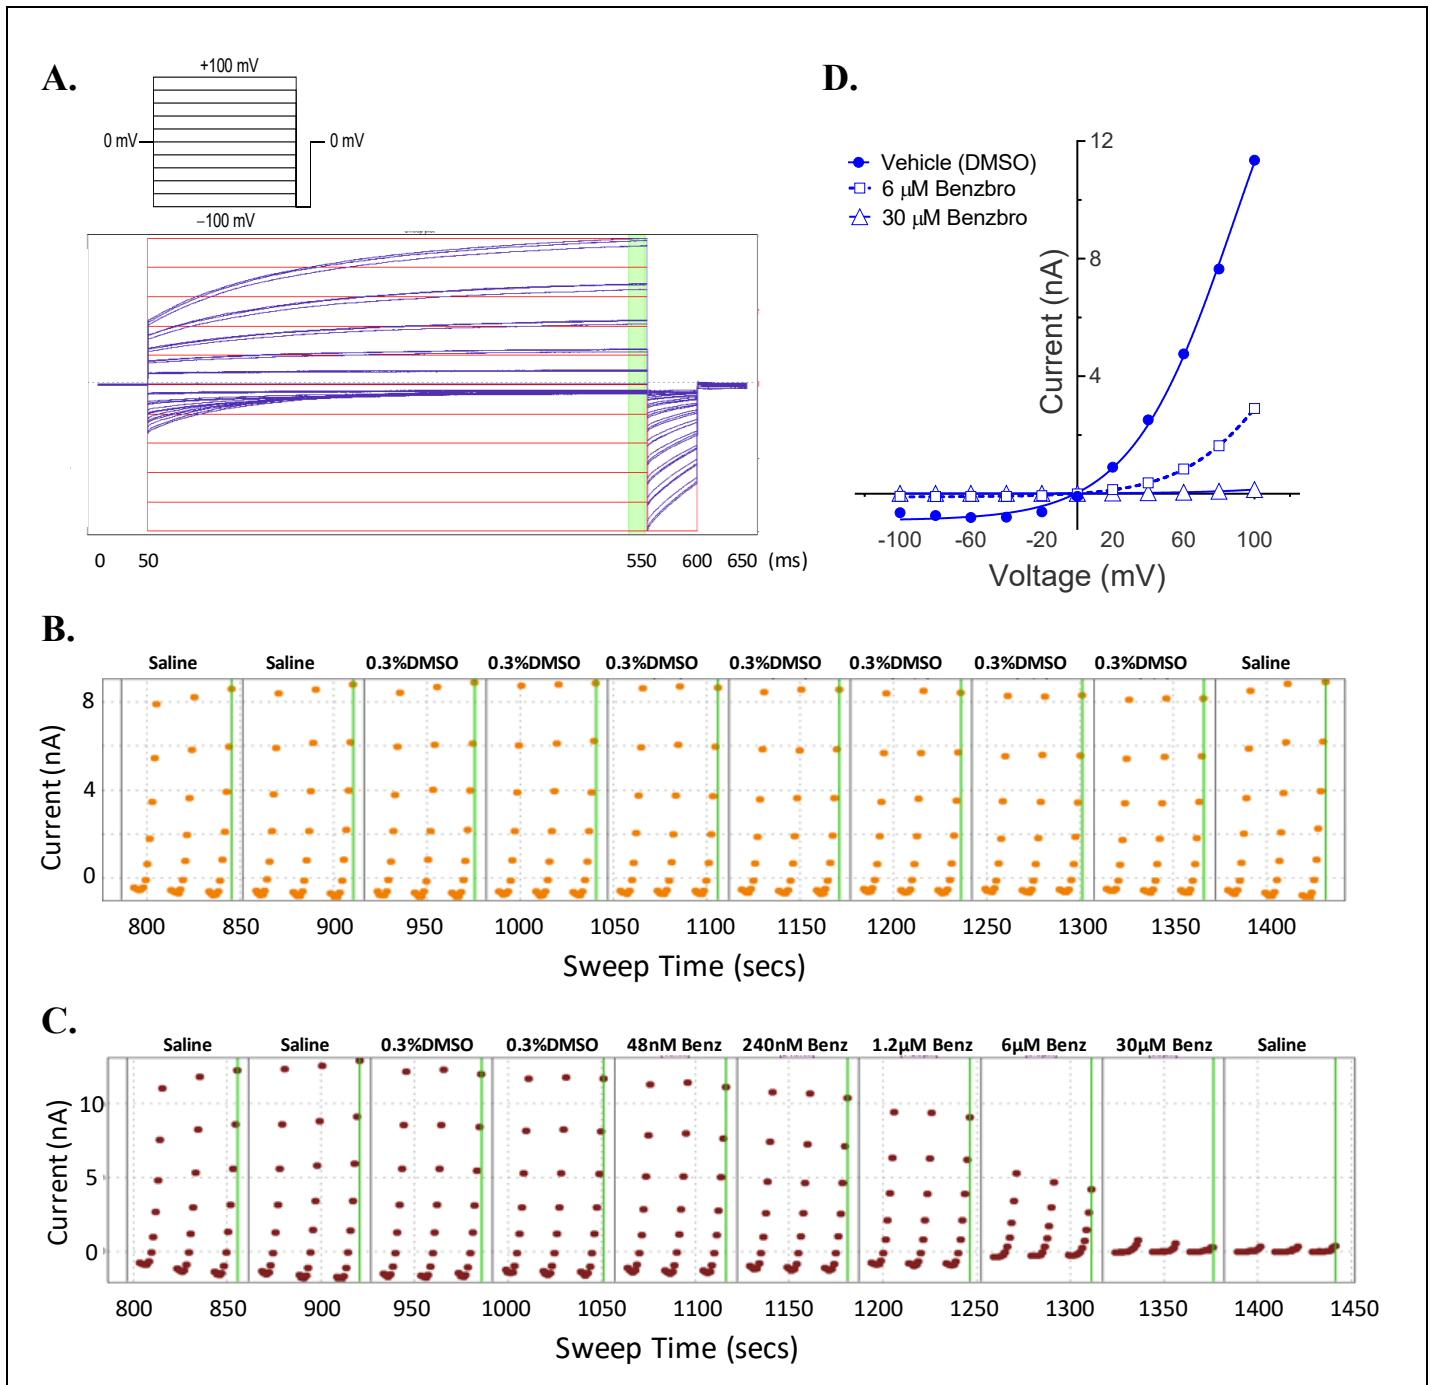 A.
+100 mV
0 mV
0 mV
−100 mV
0 50 550 600 650 (ms)
D.
Vehicle (DMSO)
6 μM Benzbro
30 μM Benzbro
12
8
4
Current (nA)
-100 -60 -20 20 60 100
Voltage (mV)
B.
Saline Saline 0.3%DMSO 0.3%DMSO 0.3%DMSO 0.3%DMSO 0.3%DMSO 0.3%DMSO 0.3%DMSO Saline
8
4
0
Current (nA)
800 850 900 950 1000 1050 1100 1150 1200 1250 1300 1350 1400
Sweep Time (secs)
C.
Saline Saline 0.3%DMSO 0.3%DMSO 48nM Benz 240nM Benz 1.2μM Benz 6μM Benz 30μM Benz Saline
10
5
0
Current (nA)
800 850 900 950 1000 1050 1100 1150 1200 1250 1300 1350 1400 1450
Sweep Time (secs)